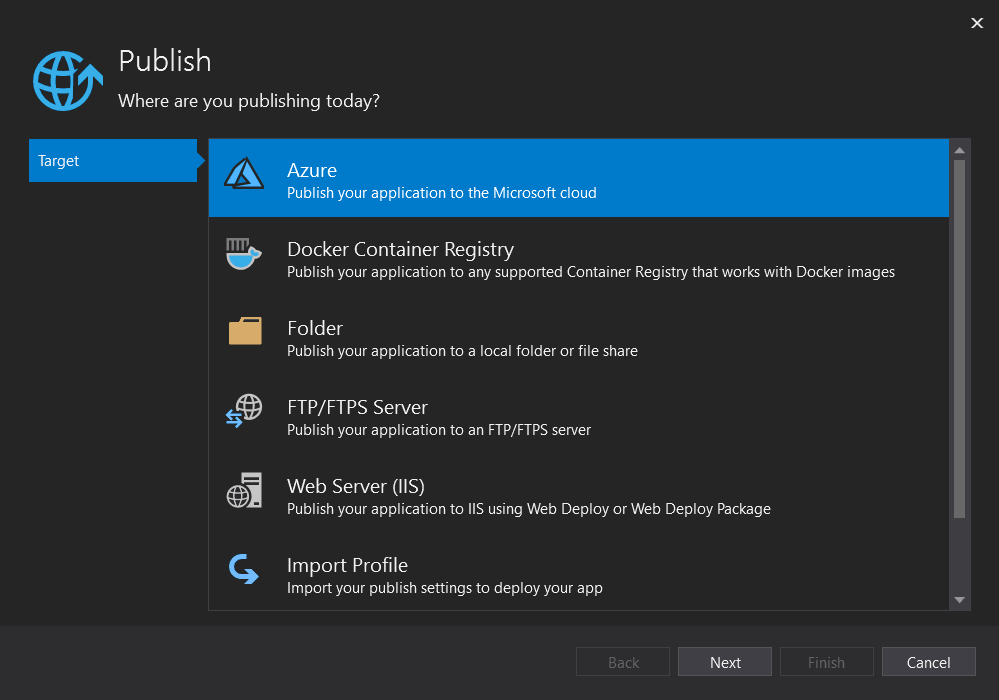 Publish
Where are you publishing today?
Target
Azure
Publish your application to the Microsoft cloud
Docker Container Registry
Publish your application to any supported Container Registry that works with Docker images
Folder
Publish your application to a local folder or file share
FTP/FTPS Server
Publish your application to an FTP/FTPS server
Web Server (IIS)
Publish your application to IIS using Web Deploy or Web Deploy Package
Import Profile
Import your publish settings to deploy your app
Back
Next
Finish
Cancel